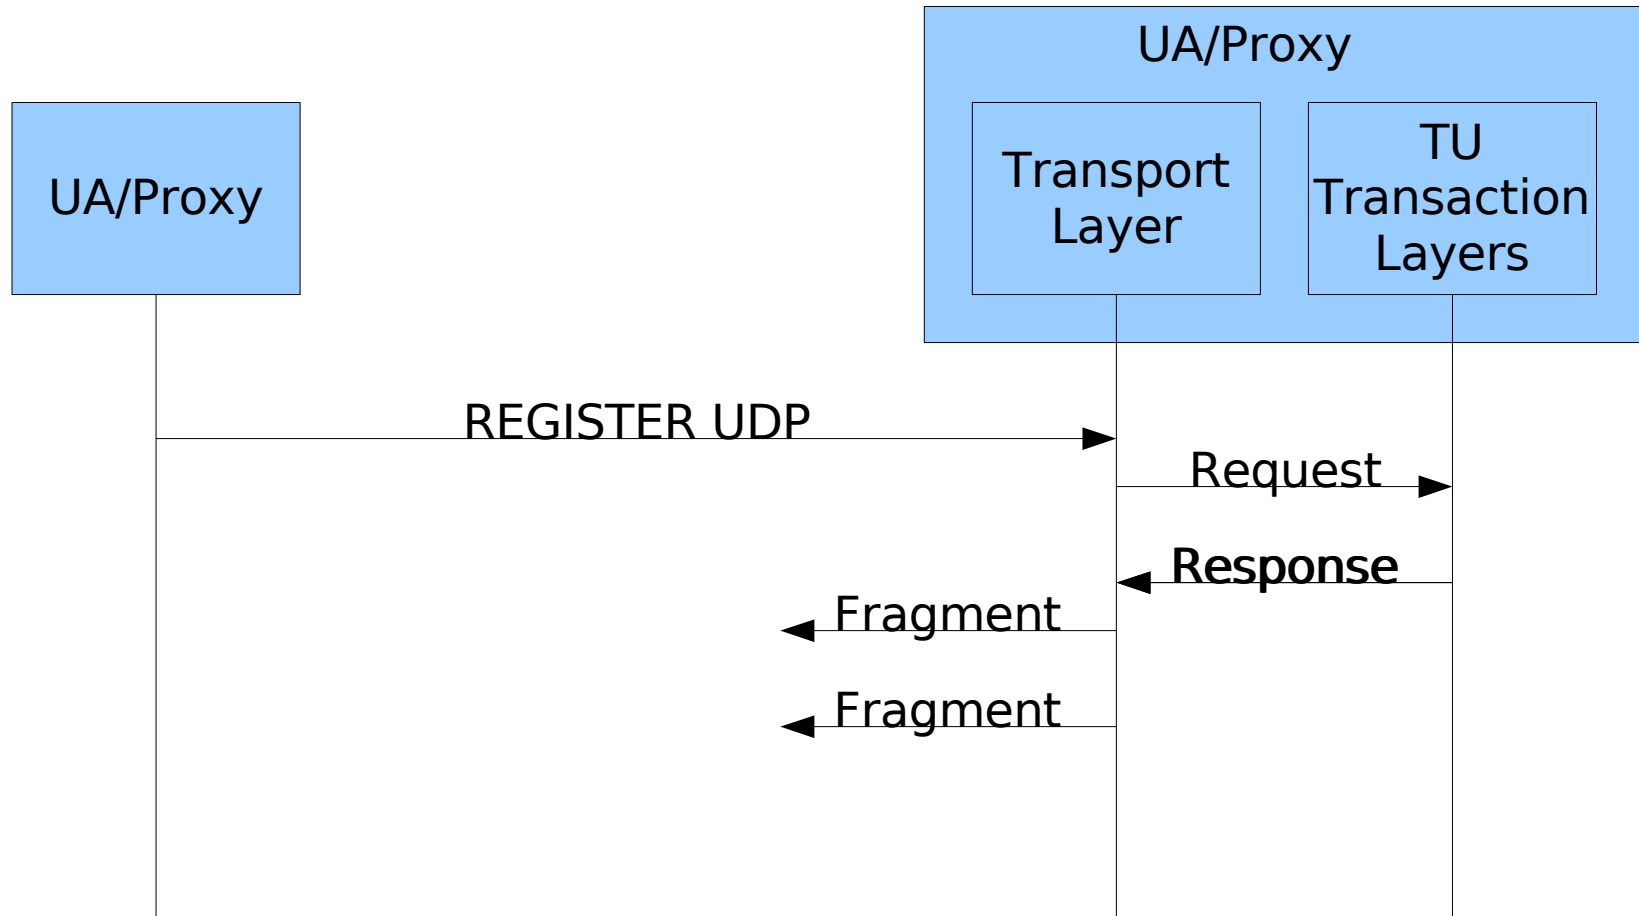 UA/Proxy
UA/Proxy
Transport
Layer
TU
Transaction
Layers
REGISTER UDP
Request
Response
Fragment
Fragment